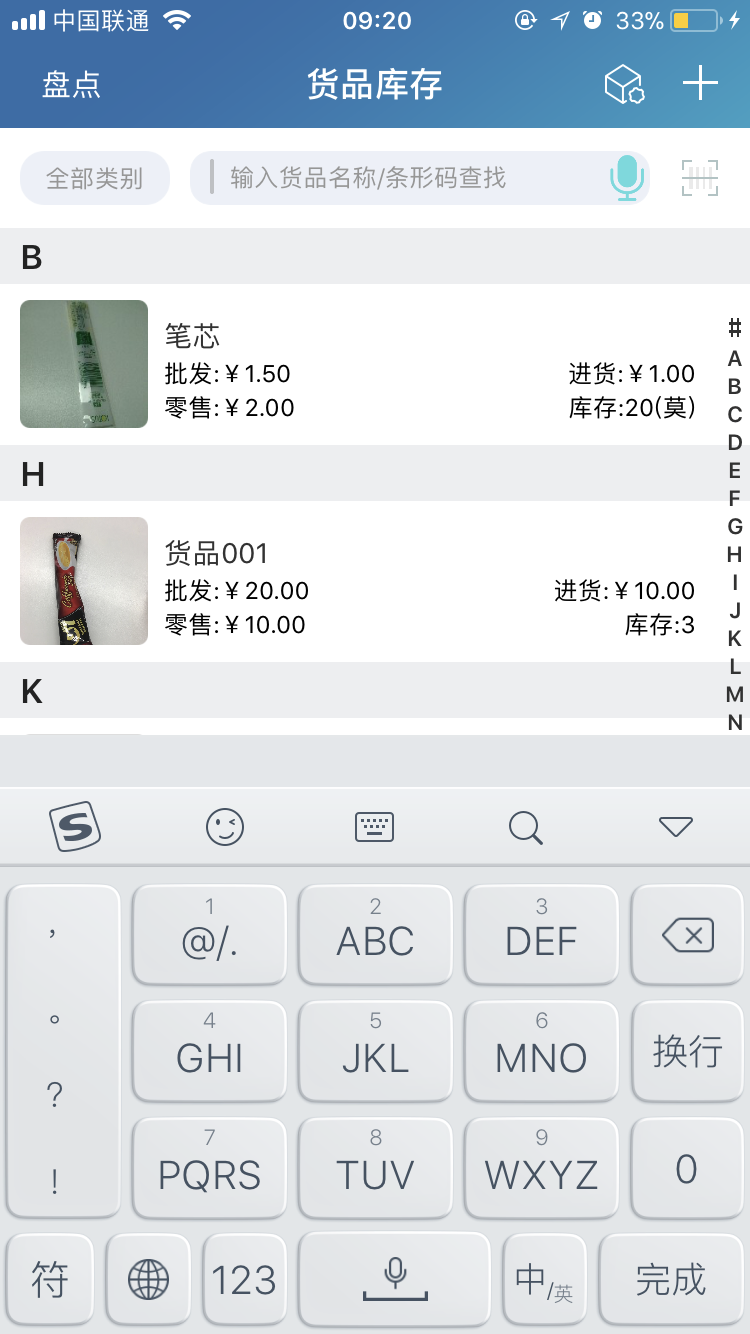 中国联通 09:20 33%
盘点 货品库存
全部类别 输入货品名称/条形码查找
B
笔芯
批发:￥1.50 进货:￥1.00
零售:￥2.00 库存:20(莫)
H
货品001
批发:￥20.00 进货:￥10.00
零售:￥10.00 库存:3
K
#
A
B
C
D
E
F
G
H
I
J
K
L
M
N
S
, 1 @/. 2 ABC 3 DEF
。 4 GHI 5 JKL 6 MNO 换行
?
! 7 PQRS 8 TUV 9 WXYZ 0
符 123 中/英 完成